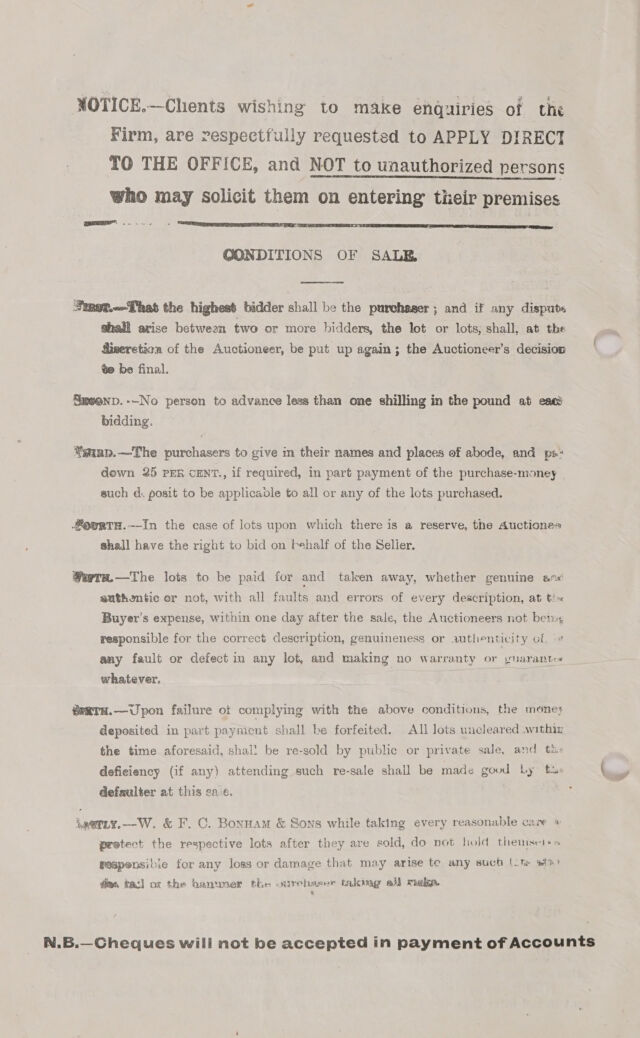 NOTICE.—Clients wishing to make enquiries of the
Firm, are respectfully requested to APPLY DIRECT
TO THE OFFICE, and NOT to unauthorized persons
who may solicit them on entering their premises
CONDITIONS OF SALE.
FIRST.—That the highest bidder shall be the purchaser; and if any dispute
shall arise between two or more bidders, the lot or lots, shall, at the
discretion of the Auctioneer, be put up again; the Auctioneer's decision
to be final.
SECOND.--No person to advance less than one shilling in the pound at each
bidding.
THIRD.—The purchasers to give in their names and places of abode, and pay
down 25 PER CENT., if required, in part payment of the purchase-money
such deposit to be applicable to all or any of the lots purchased.
FOURTH.—In the case of lots upon which there is a reserve, the Auctioneer
shall have the right to bid on behalf of the Seller.
FIFTH.—The lots to be paid for and taken away, whether genuine and
authentic or not, with all faults and errors of every description, at the
Buyer's expense, within one day after the sale, the Auctioneers not being
responsible for the correct description, genuineness or authenticity of, or
any fault or defect in any lot, and making no warranty or guarantee
whatever.
SIXTH.—Upon failure of complying with the above conditions, the money
deposited in part payment shall be forfeited. All lots uncleared within
the time aforesaid, shall be re-sold by public or private sale, and the
deficiency (if any) attending such re-sale shall be made good by the
defaulter at this sale.
LASTLY.—W. & F. C. BONHAM & SONS while taking every reasonable care to
protect the respective lots after they are sold, do not hold themselves
responsible for any loss or damage that may arise to any such lots after
the fall of the hammer the purchaser taking all risks.
N.B.—Cheques will not be accepted in payment of Accounts